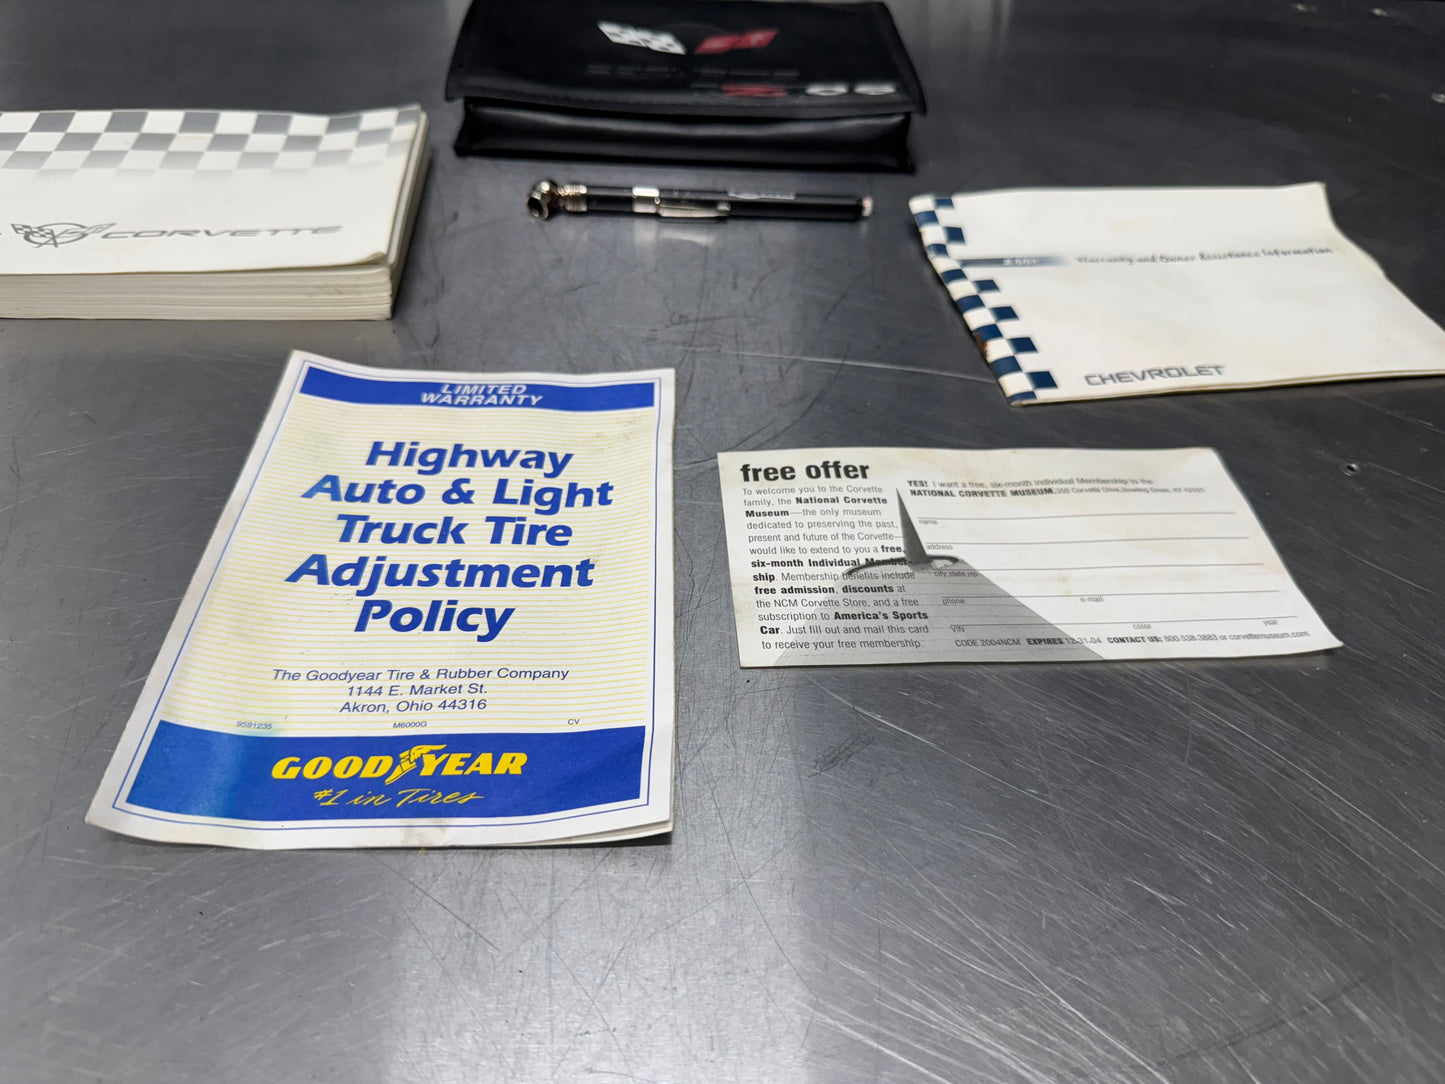 CORVETTE
Warranty and Owner Assistance Information
CHEVROLET
LIMITED
WARRANTY
Highway
Auto & Light
Truck Tire
Adjustment
Policy
The Goodyear Tire & Rubber Company
1144 E. Market St.
Akron, Ohio 44316
9591235 M6000G CV
GOODYEAR
#1 in Tires
free offer
To welcome you to the Corvette
family, the National Corvette
Museum—the only museum
dedicated to preserving the past,
present and future of the Corvette—
would like to extend to you a free,
six-month Individual Member-
ship. Membership benefits include
free admission, discounts at
the NCM Corvette Store, and a free
subscription to America's Sports
Car. Just fill out and mail this card
to receive your free membership.
YES! I want a free, six-month Individual Membership to the
NATIONAL CORVETTE MUSEUM, 350 Corvette Drive, Bowling Green, KY 42101
name
address
city, state, zip
phone e-mail
VIN color year
CODE 2004NCM EXPIRES 12-31-04 CONTACT US: 800.538.3883 or corvettemuseum.com